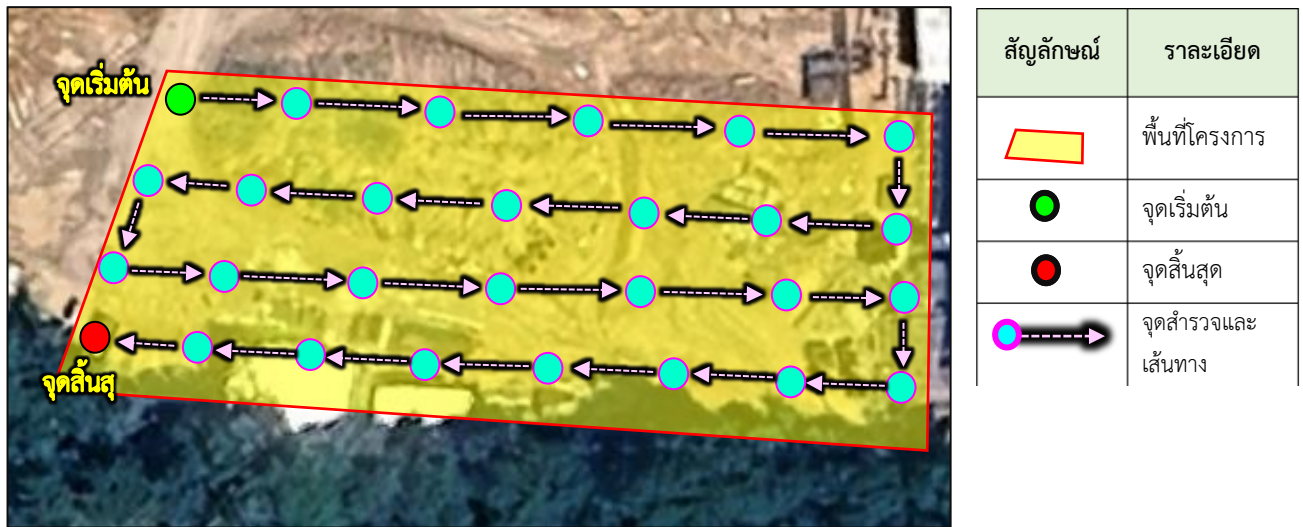 จุดเริ่มต้น
จุดสิ้นสุ
สัญลักษณ์
ราละเอียด
พื้นที่โครงการ
จุดเริ่มต้น
จุดสิ้นสุด
จุดสำรวจและ
เส้นทาง